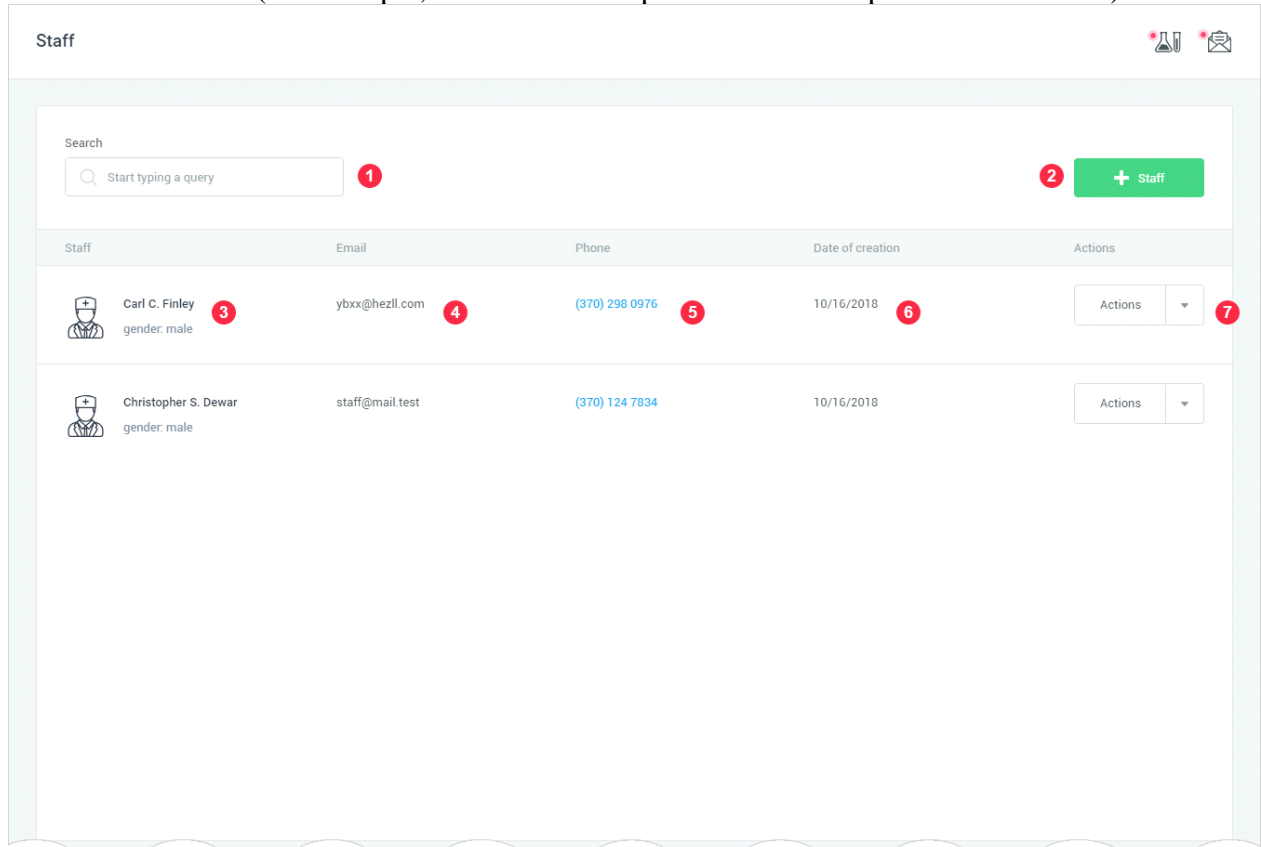 Staff
Search
Start typing a query
1
2
Staff
Staff Email Phone Date of creation Actions
Carl C. Finley 3 ybxx@hezll.com 4 (370) 298 0976 5 10/16/2018 6 Actions 7
gender: male
Christopher S. Dewar staff@mail.test (370) 124 7834 10/16/2018 Actions
gender: male